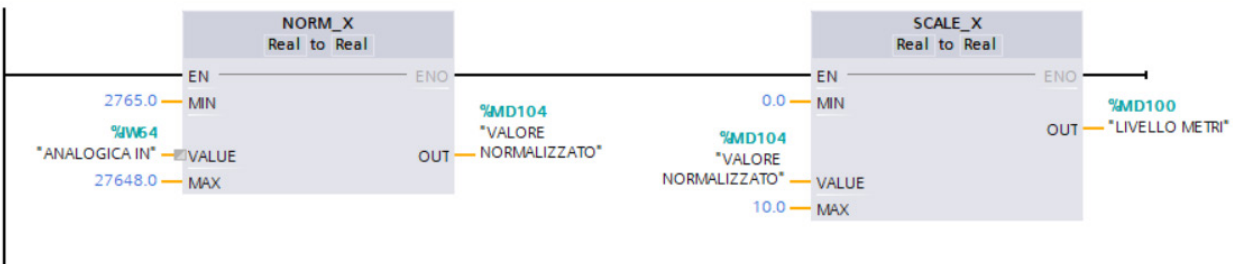 NORM_X
Real to Real
EN
ENO
2765.0
MIN
%IW64
"ANALOGICA IN"
VALUE
27648.0
MAX
OUT
%MD104
"VALORE
NORMALIZZATO"
SCALE_X
Real to Real
EN
ENO
0.0
MIN
%MD104
"VALORE
NORMALIZZATO"
VALUE
10.0
MAX
OUT
%MD100
"LIVELLO METRI"